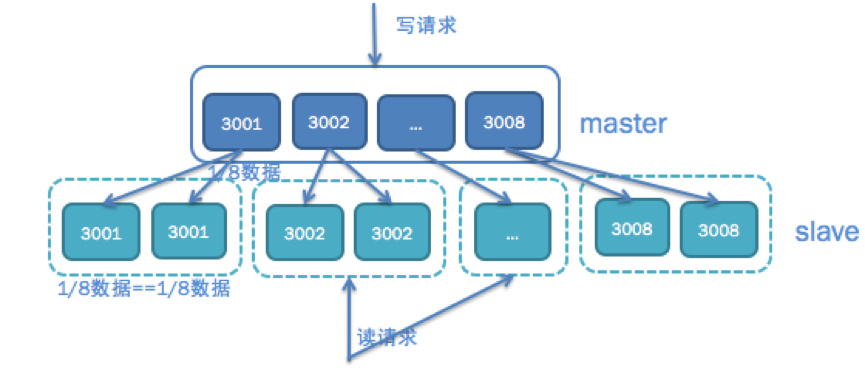 写请求
3001 3002 ... 3008 master
1/8数据
3001 3001 3002 3002 ... 3008 3008 slave
1/8数据==1/8数据
读请求